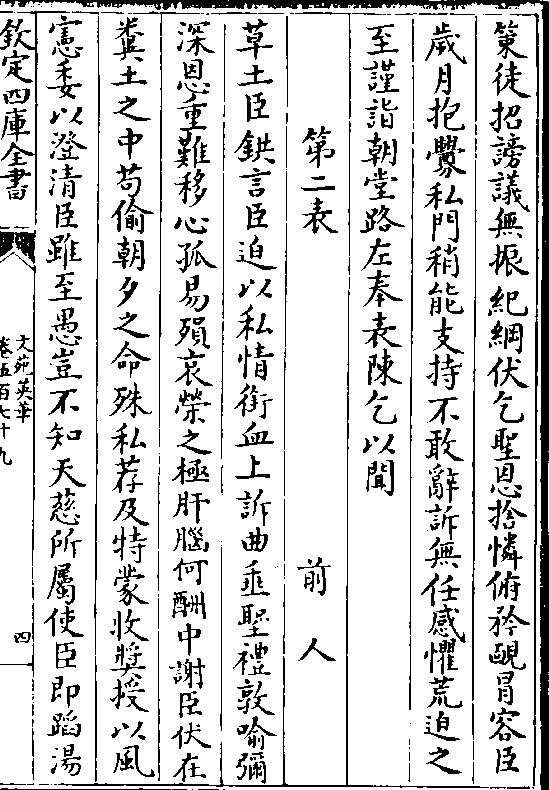 策徒招謗議無振紀綱伏乞聖恩捨憐俯矜覶冒容臣
歲月抱釁私門稍能支持不敢辭訴無任感懼荒迫之
至謹詣朝堂路左奉表陳乞以聞
第二表 前人
草土臣鉷言臣迫以私情銜血上訴曲垂聖禮敦喻彌
深恩重難移心孤易殞哀榮之極肝腦何酬中謝臣伏在
糞土之中苟偷朝夕之命殊私荐及特蒙收奬授以風
憲委以澄清臣雖至愚豈不知天慈所屬使臣即蹈湯
欽定四庫全書
文苑英華
卷五百七十九
四